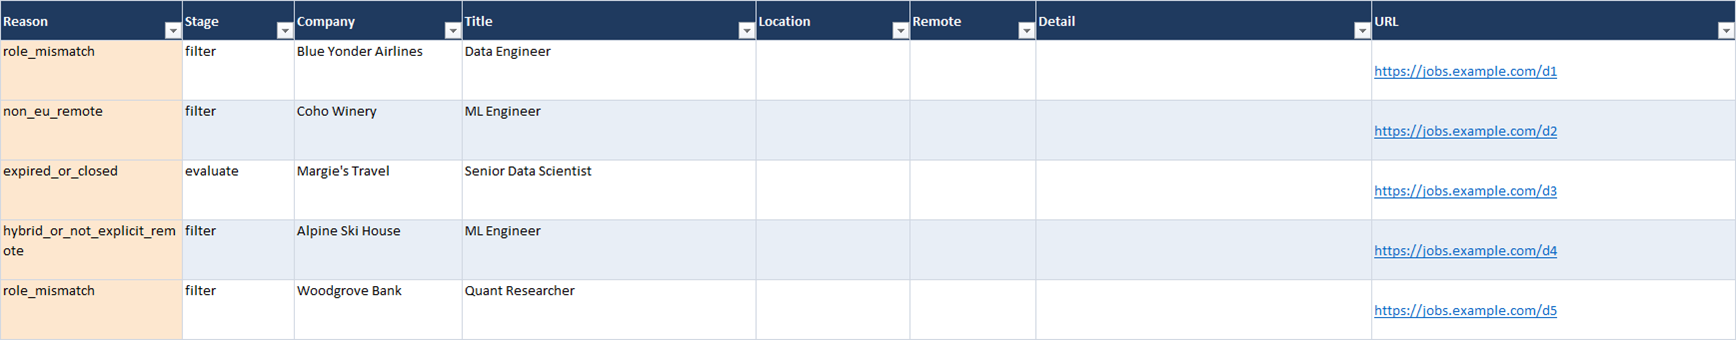 Reason Stage Company Title Location Remote Detail URL
role_mismatch filter Blue Yonder Airlines Data Engineer https://jobs.example.com/d1
non_eu_remote filter Coho Winery ML Engineer https://jobs.example.com/d2
expired_or_closed evaluate Margie's Travel Senior Data Scientist https://jobs.example.com/d3
hybrid_or_not_explicit_rem filter Alpine Ski House ML Engineer
ote https://jobs.example.com/d4
role_mismatch filter Woodgrove Bank Quant Researcher https://jobs.example.com/d5